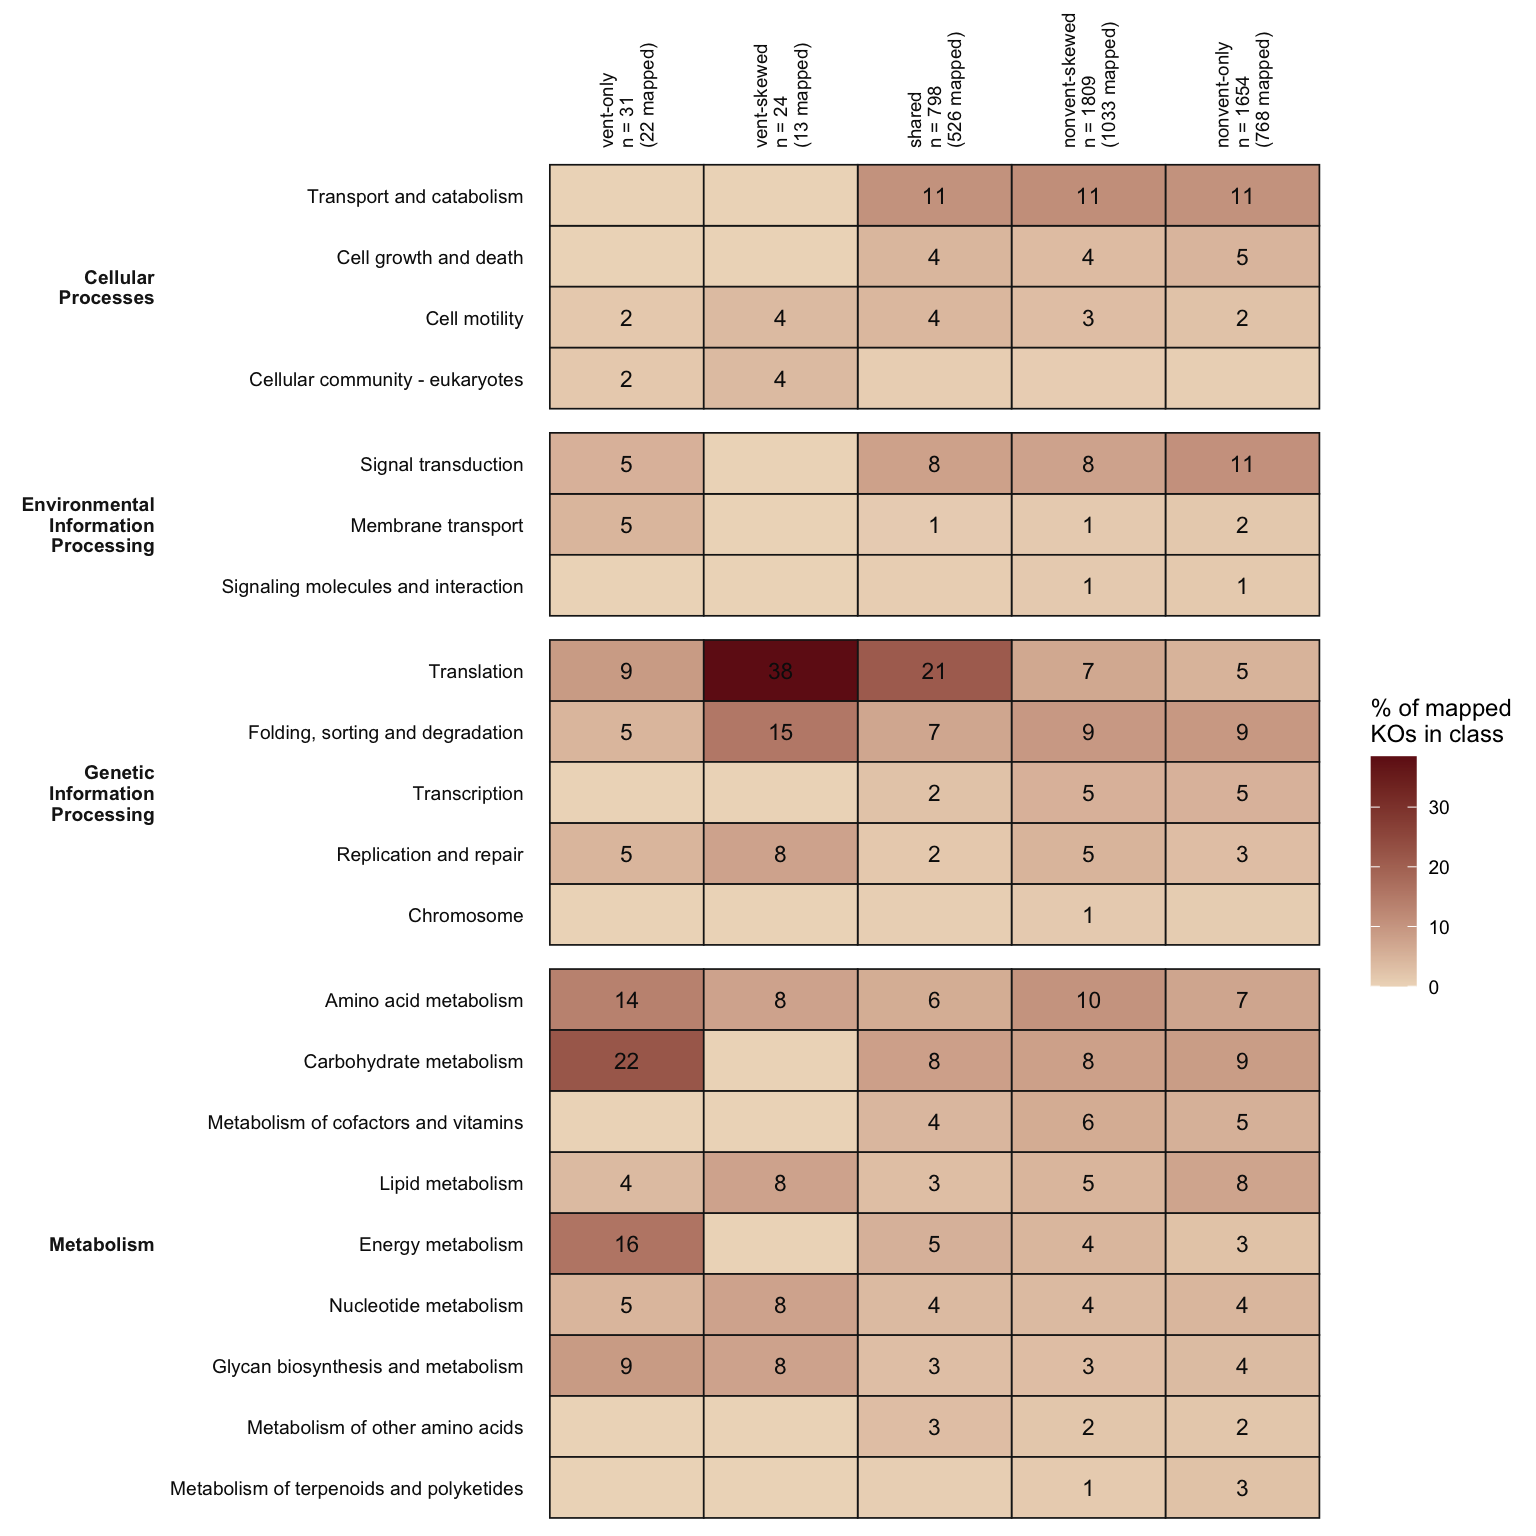 vent-only
n = 31
(22 mapped)
vent-skewed
n = 24
(13 mapped)
shared
n = 798
(526 mapped)
nonvent-skewed
n = 1809
(1033 mapped)
nonvent-only
n = 1654
(768 mapped)
Cellular
Processes
Transport and catabolism 11 11 11
Cell growth and death 4 4 5
Cell motility 2 4 4 3 2
Cellular community - eukaryotes 2 4
Environmental
Information
Processing
Signal transduction 5 8 8 11
Membrane transport 5 1 1 2
Signaling molecules and interaction 1 1
Genetic
Information
Processing
Translation 9 38 21 7 5
Folding, sorting and degradation 5 15 7 9 9
Transcription 2 5 5
Replication and repair 5 8 2 5 3
Chromosome 1
Metabolism
Amino acid metabolism 14 8 6 10 7
Carbohydrate metabolism 22 8 8 9
Metabolism of cofactors and vitamins 4 6 5
Lipid metabolism 4 8 3 5 8
Energy metabolism 16 5 4 3
Nucleotide metabolism 5 8 4 4 4
Glycan biosynthesis and metabolism 9 8 3 3 4
Metabolism of other amino acids 3 2 2
Metabolism of terpenoids and polyketides 1 3
% of mapped
KOs in class
30
20
10
0